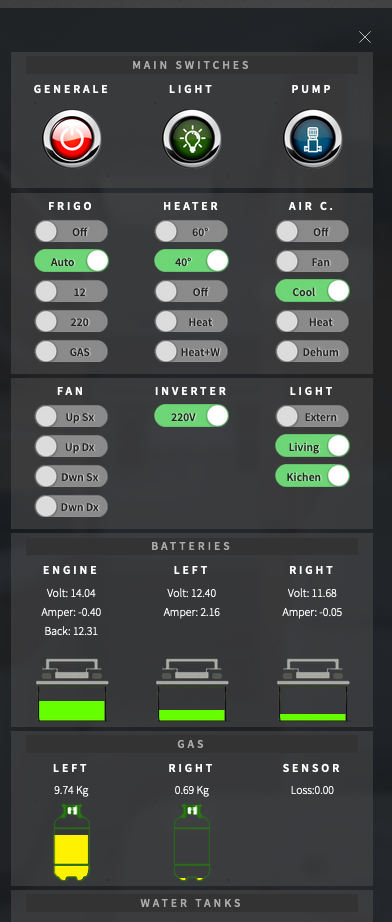 MAIN SWITCHES
GENERALE LIGHT PUMP
FRIGO HEATER AIR C.
Off 60° Off
Auto 40° Fan
12 Off Cool
220 Heat Heat
GAS Heat+W Dehum
FAN INVERTER LIGHT
Up Sx 220V Extern
Up Dx Living
Dwn Sx Kichen
Dwn Dx
BATTERIES
ENGINE LEFT RIGHT
Volt: 14.04 Volt: 12.40 Volt: 11.68
Amper: -0.40 Amper: 2.16 Amper: -0.05
Back: 12.31
GAS
LEFT RIGHT SENSOR
9.74 Kg 0.69 Kg Loss:0.00
WATER TANKS